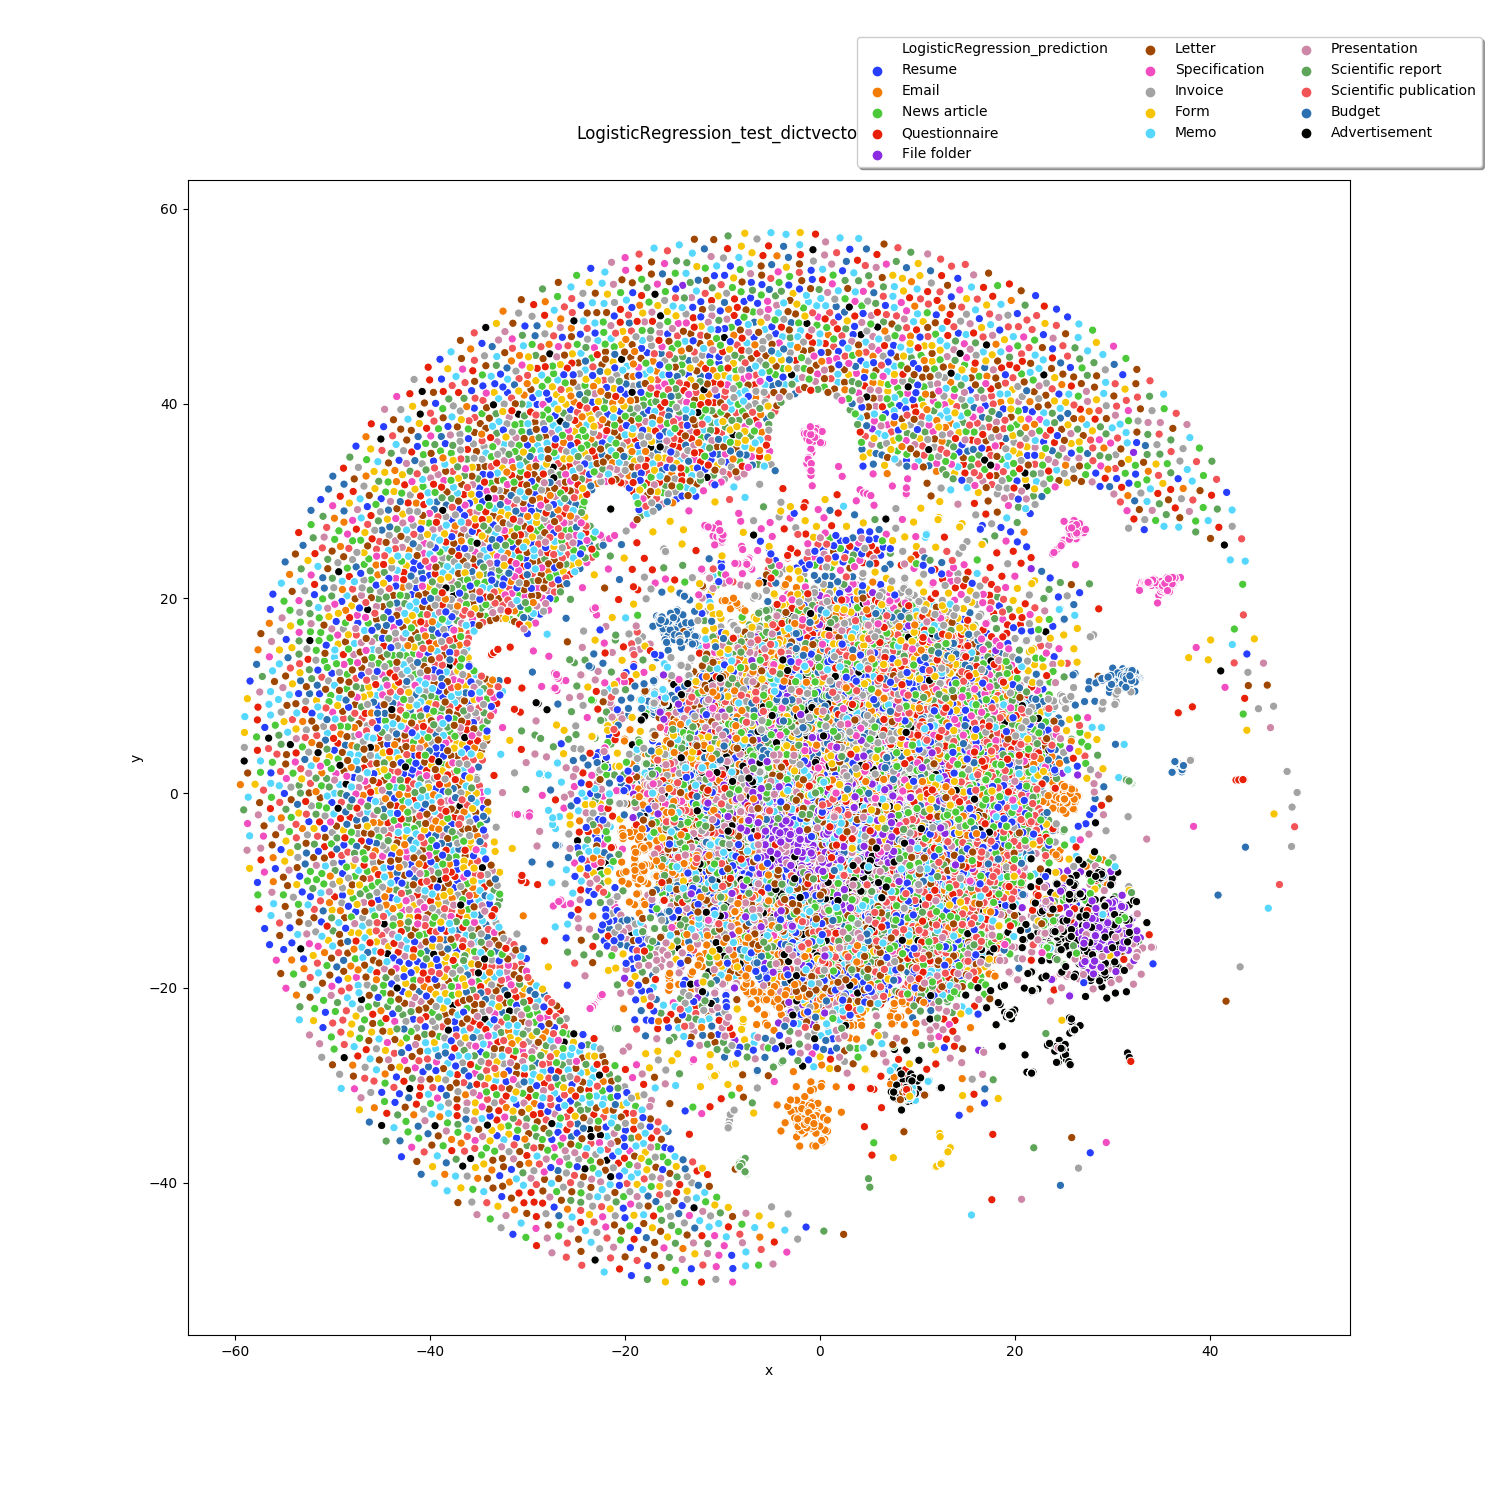 LogisticRegression_prediction
Resume
Email
News article
Questionnaire
File folder
Letter
Specification
Invoice
Form
Memo
Presentation
Scientific report
Scientific publication
Budget
Advertisement
LogisticRegression_test_dictvecto
60
40
20
0
−20
−40
y
−60
−40
−20
0
20
40
x